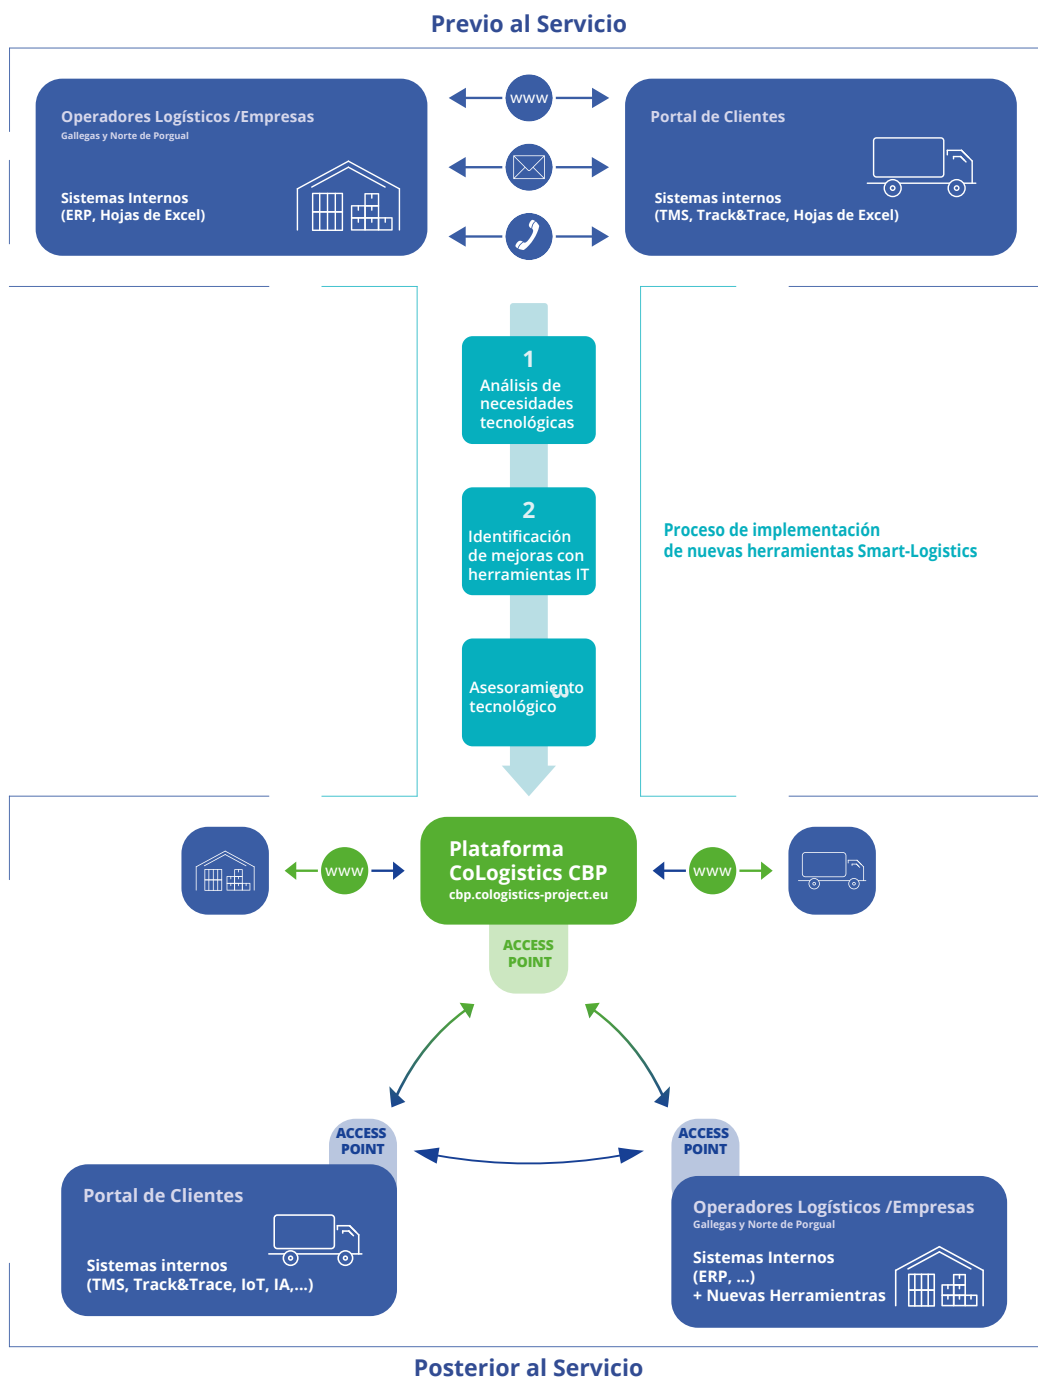 Previo al Servicio
Operadores Logísticos /Empresas
Gallegas y Norte de Porgual
Sistemas Internos
(ERP, Hojas de Excel)
www
Portal de Clientes
Sistemas internos
(TMS, Track&Trace, Hojas de Excel)
1
Análisis de
necesidades
tecnológicas
2
Identificación
de mejoras con
herramientas IT
Proceso de implementación
de nuevas herramientas Smart-Logistics
3
Asesoramiento
tecnológico
www
Plataforma
CoLogistics CBP
cbp.cologistics-project.eu
www
ACCESS
POINT
ACCESS
POINT
ACCESS
POINT
Portal de Clientes
Sistemas internos
(TMS, Track&Trace, IoT, IA,...)
Operadores Logísticos /Empresas
Gallegas y Norte de Porgual
Sistemas Internos
(ERP, ...)
+ Nuevas Herramientras
Posterior al Servicio